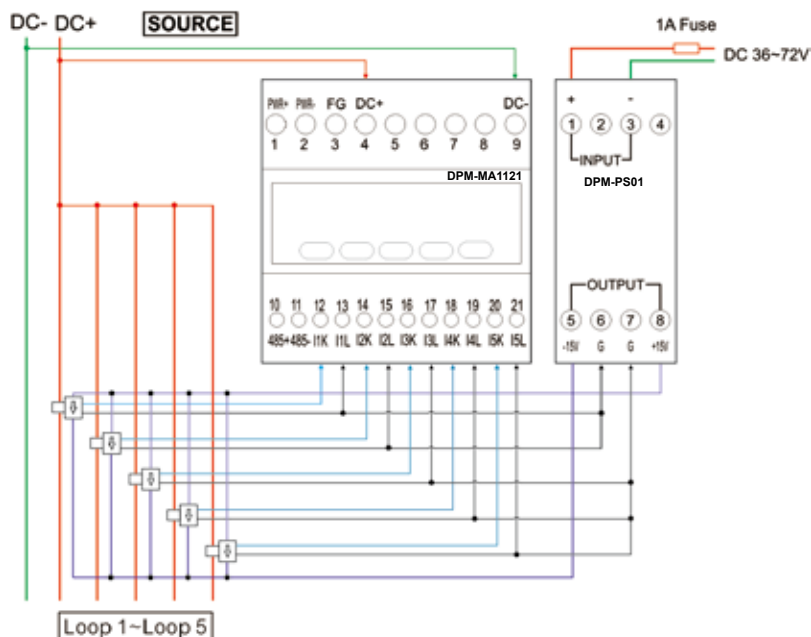 DC- DC+ SOURCE
1A Fuse
DC 36~72V
PWR+ PWR- FG DC+ DC-
1 2 3 4 5 6 7 8 9
DPM-MA1121
10 11 12 13 14 15 16 17 18 19 20 21
485+ 485- I1K I1L I2K I2L I3K I3L I4K I4L I5K I5L
+ -
1 2 3 4
INPUT
DPM-PS01
OUTPUT
5 6 7 8
-15V G G +15V
Loop 1~Loop 5